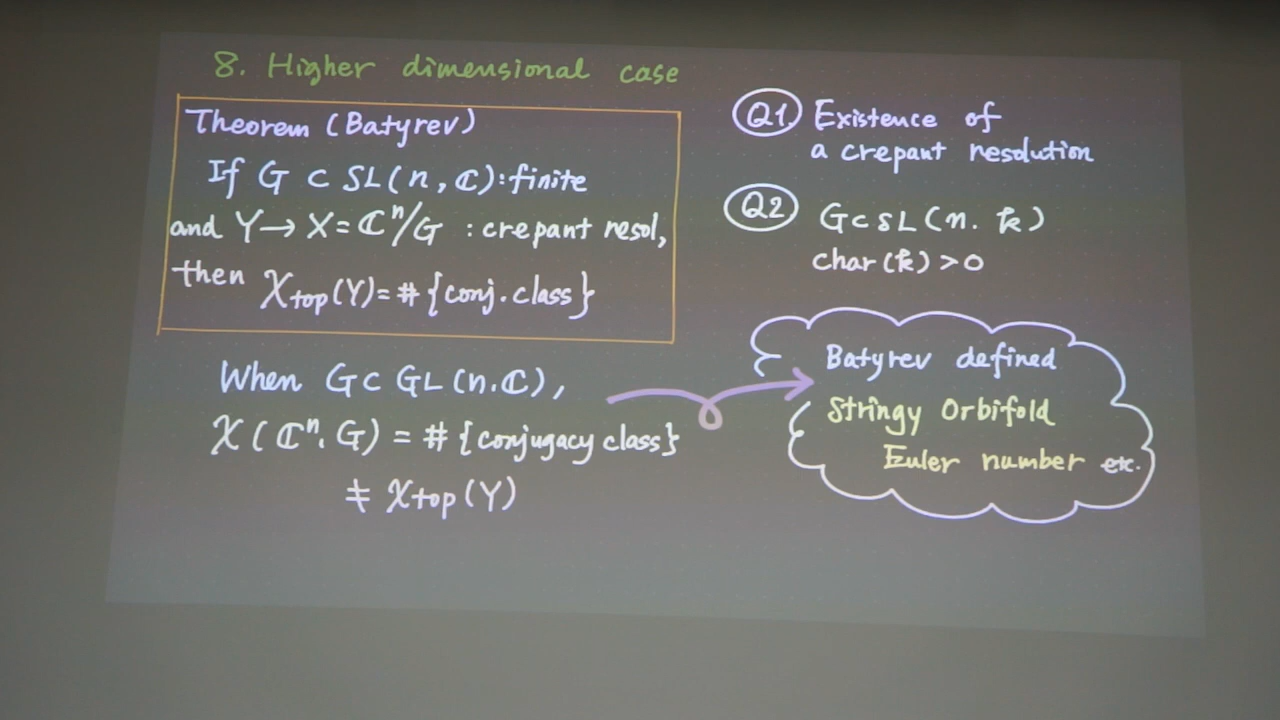 8. Higher dimensional case
Theorem (Batyrev)
If G ⊂ SL(n, ℂ): finite
and Y → X = ℂⁿ/G : crepant resol,
then χtop(Y) = # {conj. class}
When G ⊂ GL(n. ℂ),
χ(ℂⁿ, G) = # {conjugacy class}
≠ χtop(Y)
Q1 Existence of
a crepant resolution
Q2 G ⊂ SL(n. k)
char(k) > 0
Batyrev defined
Stringy Orbifold
Euler number etc.